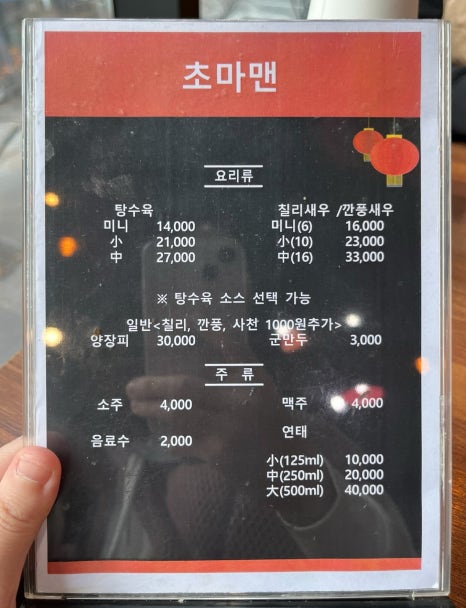 초마맨
요리류
탕수육 칠리새우 /깐풍새우
미니 14,000 미니(6) 16,000
小 21,000 小(10) 23,000
中 27,000 中(16) 33,000
※ 탕수육 소스 선택 가능
일반<칠리, 깐풍, 사천 1000원추가>
양장피 30,000 군만두 3,000
주 류
소주 4,000 맥주 4,000
음료수 2,000 연태
小(125ml) 10,000
中(250ml) 20,000
大(500ml) 40,000